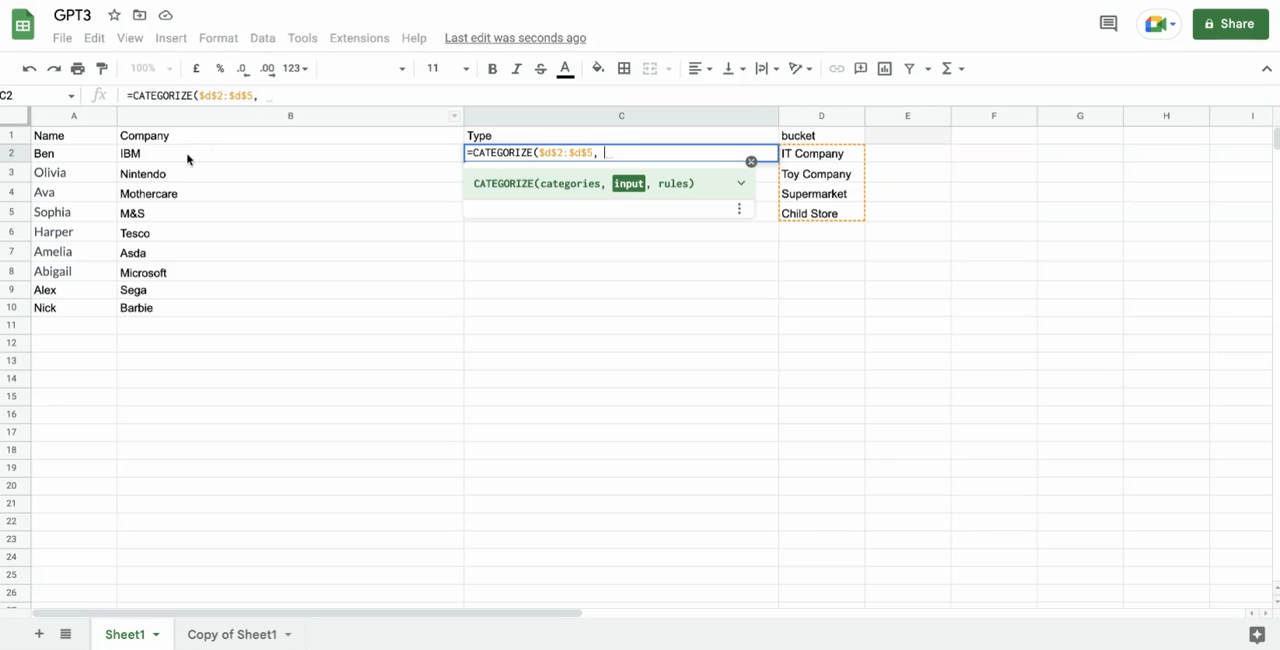 GPT3
File Edit View Insert Format Data Tools Extensions Help Last edit was seconds ago
Share
100% £ % .0 .00 123 11 B I S A Σ
C2 fx =CATEGORIZE($d$2:$d$5,
A B C D E F G H I
1 Name Company Type bucket
2 Ben IBM =CATEGORIZE($d$2:$d$5, IT Company
3 Olivia Nintendo Toy Company
CATEGORIZE(categories, input, rules)
4 Ava Mothercare Supermarket
5 Sophia M&S Child Store
6 Harper Tesco
7 Amelia Asda
8 Abigail Microsoft
9 Alex Sega
10 Nick Barbie
11
12
13
14
15
16
17
18
19
20
21
22
23
24
25
26
Sheet1 Copy of Sheet1